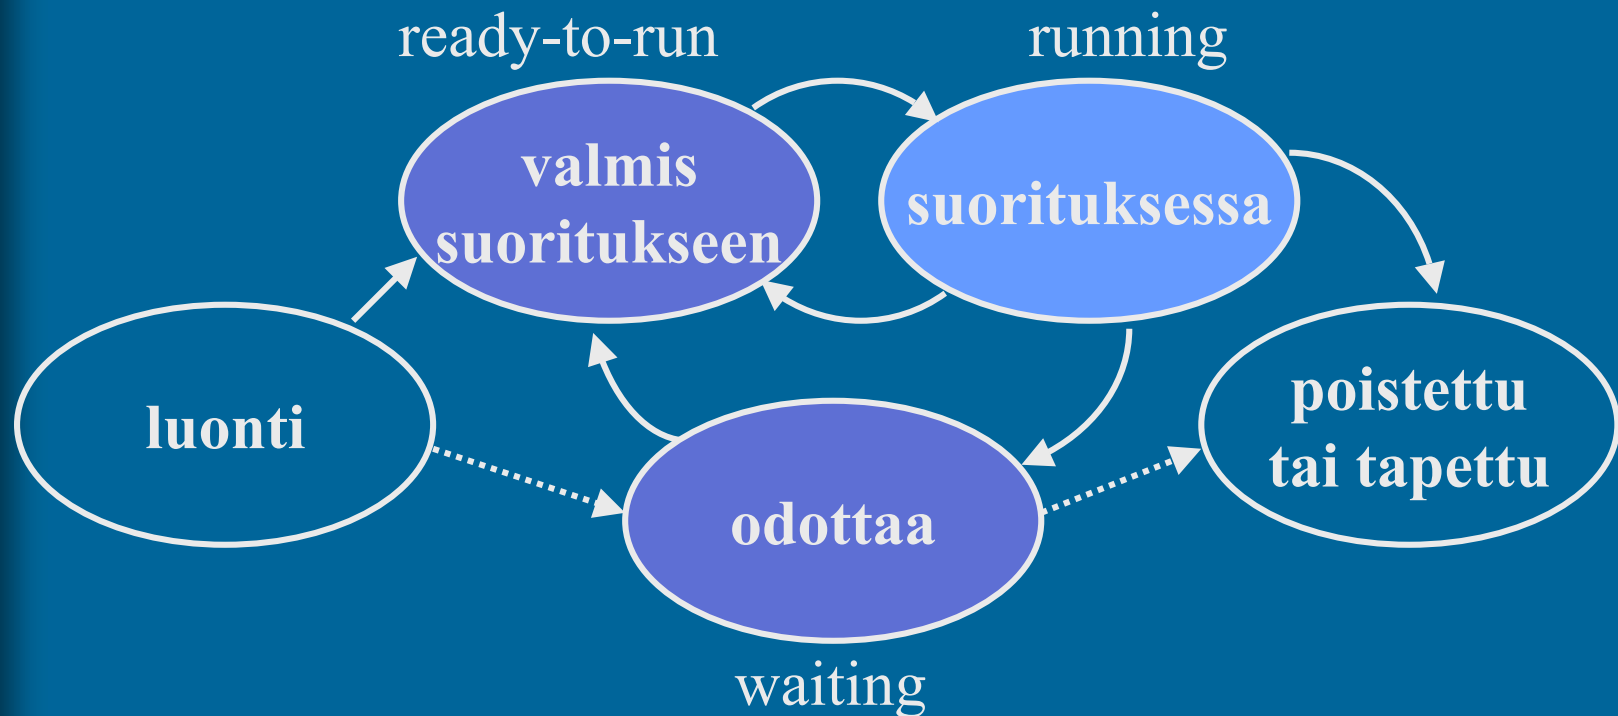 ready-to-run
running
valmis
suoritukseen
suorituksessa
luonti
poistettu
tai tapettu
odottaa
waiting